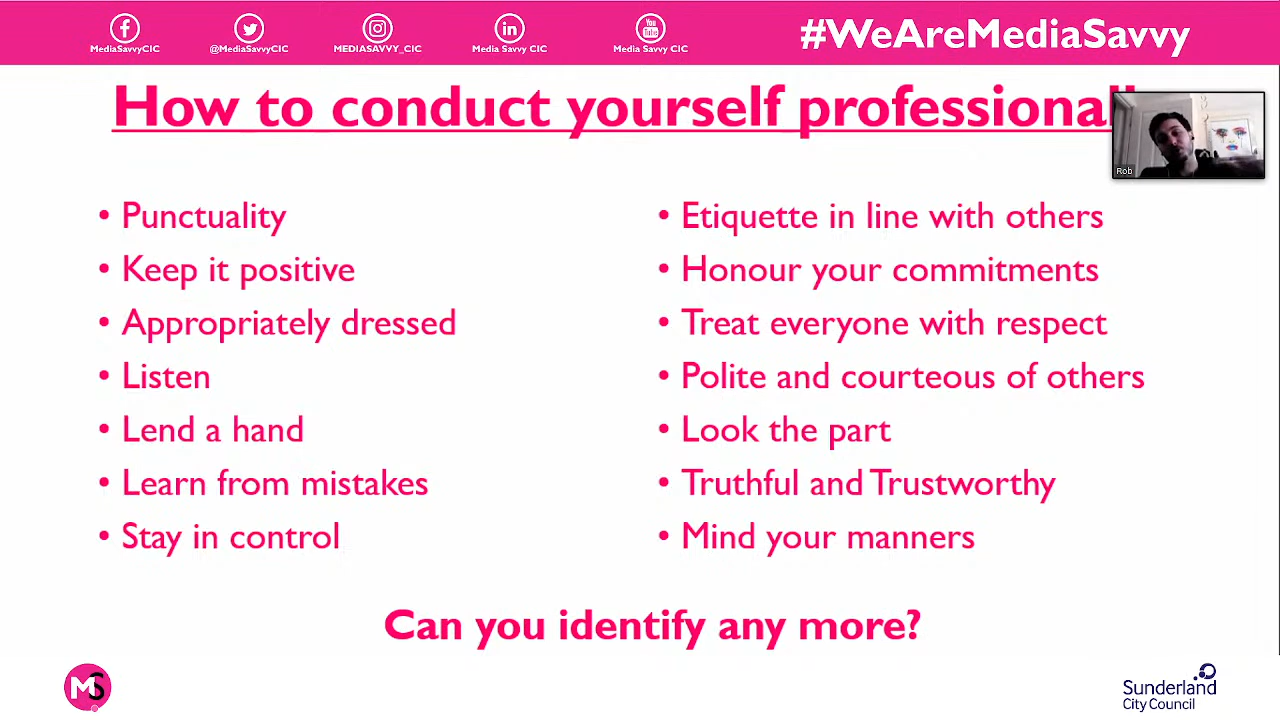 MediaSavvyCIC
@MediaSavvyCIC
MEDIASAVVY_CIC
Media Savvy CIC
Media Savvy CIC
#WeAreMediaSavvy
How to conduct yourself
Rob
• Punctuality
• Keep it positive
• Appropriately dressed
• Listen
• Lend a hand
• Learn from mistakes
• Stay in control
• Etiquette in line with others
• Honour your commitments
• Treat everyone with respect
• Polite and courteous of others
• Look the part
• Truthful and Trustworthy
• Mind your manners
Can you identify any more?
MS
Sunderland
City Council